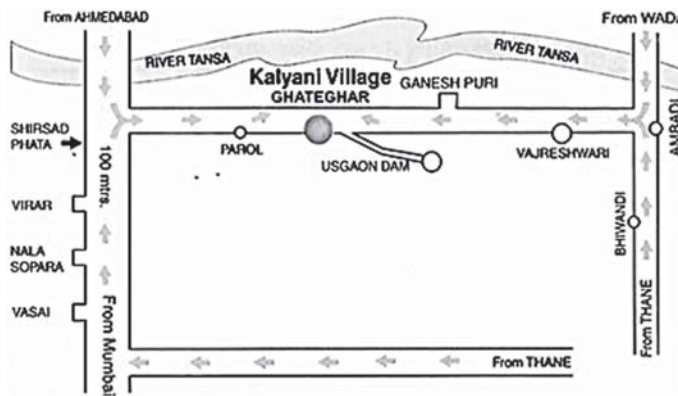 From AHMEDABAD
From WADA
RIVER TANSA
RIVER TANSA
Kalyani Village
GHATEGHAR
GANESH PURI
SHIRSAD
PHATA
100 mtrs.
PAROL
USGAON DAM
VAJRESHWARI
AMBADI
VIRAR
NALA
SOPARA
BHIWANDI
VASAI
From Mumbai
From THANE
From THANE